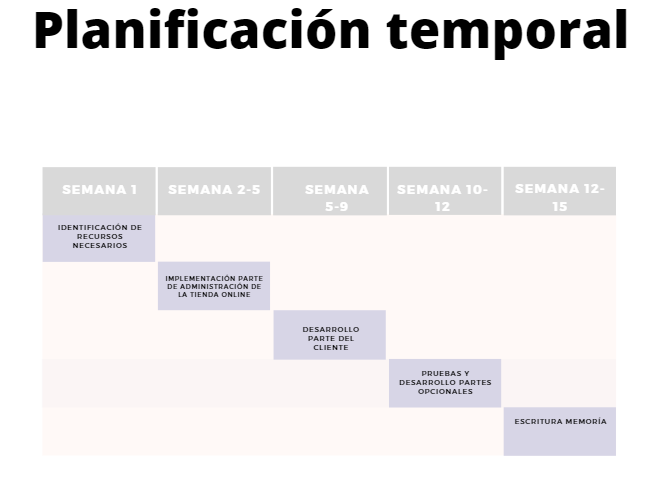 Planificación temporal
SEMANA 1
SEMANA 2-5
SEMANA
5-9
SEMANA 10-
12
SEMANA 12-
15
IDENTIFICACIÓN DE
RECURSOS
NECESARIOS
IMPLEMENTACIÓN PARTE
DE ADMINISTRACIÓN DE
LA TIENDA ONLINE
DESARROLLO
PARTE DEL
CLIENTE
PRUEBAS Y
DESARROLLO PARTES
OPCIONALES
ESCRITURA MEMORÍA